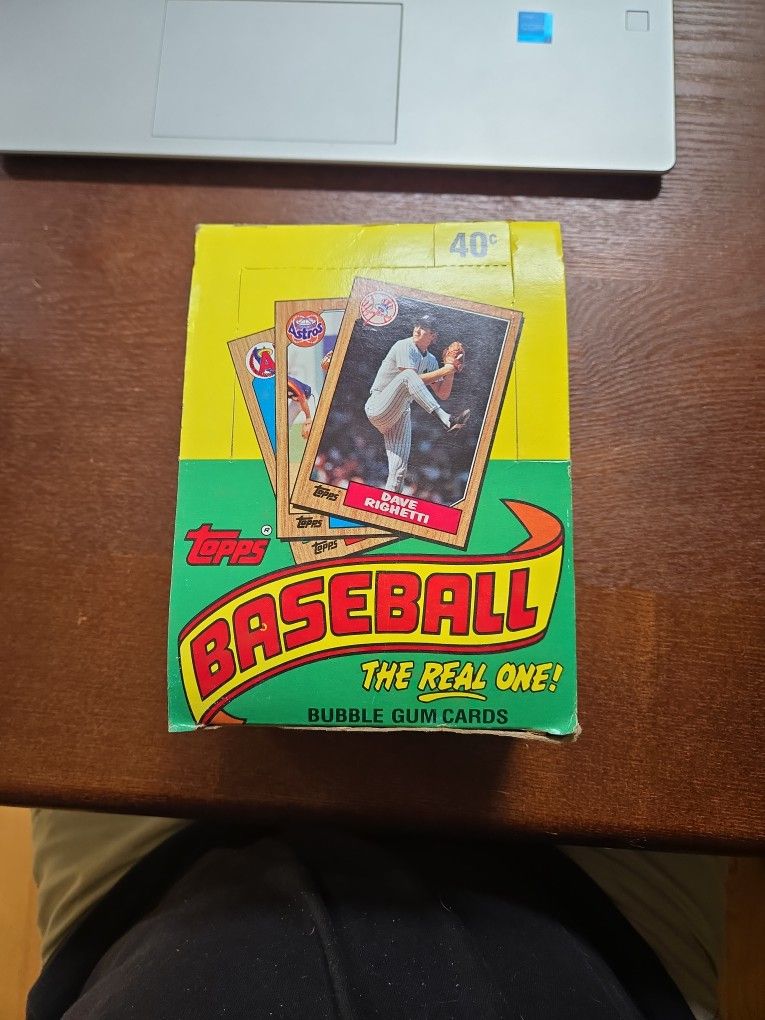 40¢
Astros
A
Topps
DAVE
RIGHETTI
Topps
Topps
Topps®
BASEBALL
THE REAL ONE!
BUBBLE GUM CARDS